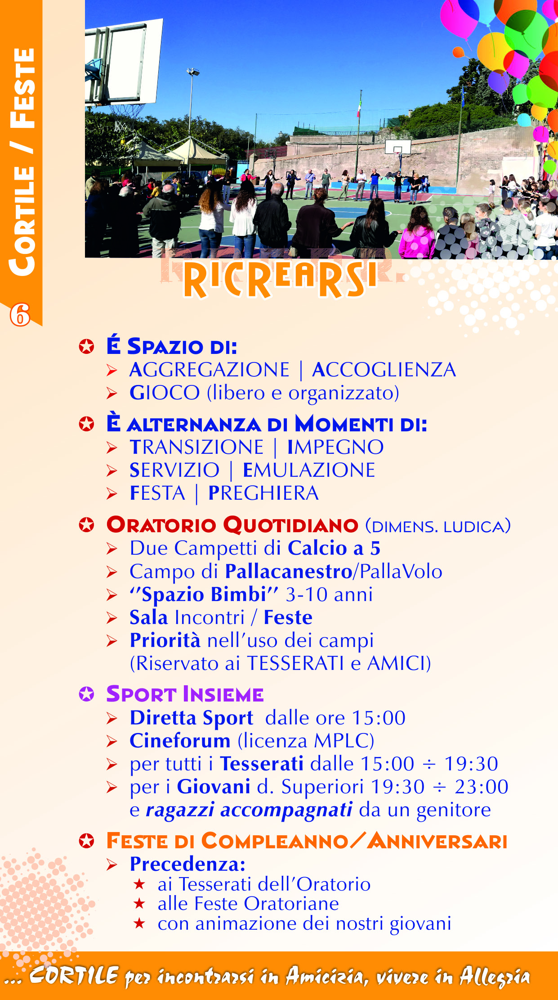 CORTILE / FESTE
6
RICREARSI
É SPAZIO DI:
AGGREGAZIONE | ACCOGLIENZA
GIOCO (libero e organizzato)
È ALTERNANZA DI MOMENTI DI:
TRANSIZIONE | IMPEGNO
SERVIZIO | EMULAZIONE
FESTA | PREGHIERA
ORATORIO QUOTIDIANO (DIMENS. LUDICA)
Due Campetti di Calcio a 5
Campo di Pallacanestro/PallaVolo
‘’Spazio Bimbi’’ 3-10 anni
Sala Incontri / Feste
Priorità nell’uso dei campi
(Riservato ai TESSERATI e AMICI)
SPORT INSIEME
Diretta Sport dalle ore 15:00
Cineforum (licenza MPLC)
per tutti i Tesserati dalle 15:00 ÷ 19:30
per i Giovani d. Superiori 19:30 ÷ 23:00
e ragazzi accompagnati da un genitore
FESTE DI COMPLEANNO/ANNIVERSARI
Precedenza:
ai Tesserati dell’Oratorio
alle Feste Oratoriane
con animazione dei nostri giovani
... CORTILE per incontrarsi in Amicizia, vivere in Allegria